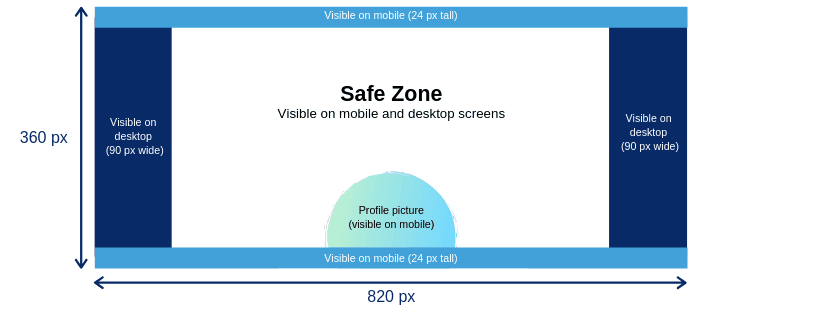 Visible on mobile (24 px tall)
Safe Zone
Visible on mobile and desktop screens
360 px
Visible on
desktop
(90 px wide)
Visible on
desktop
(90 px wide)
Profile picture
(visible on mobile)
Visible on mobile (24 px tall)
820 px